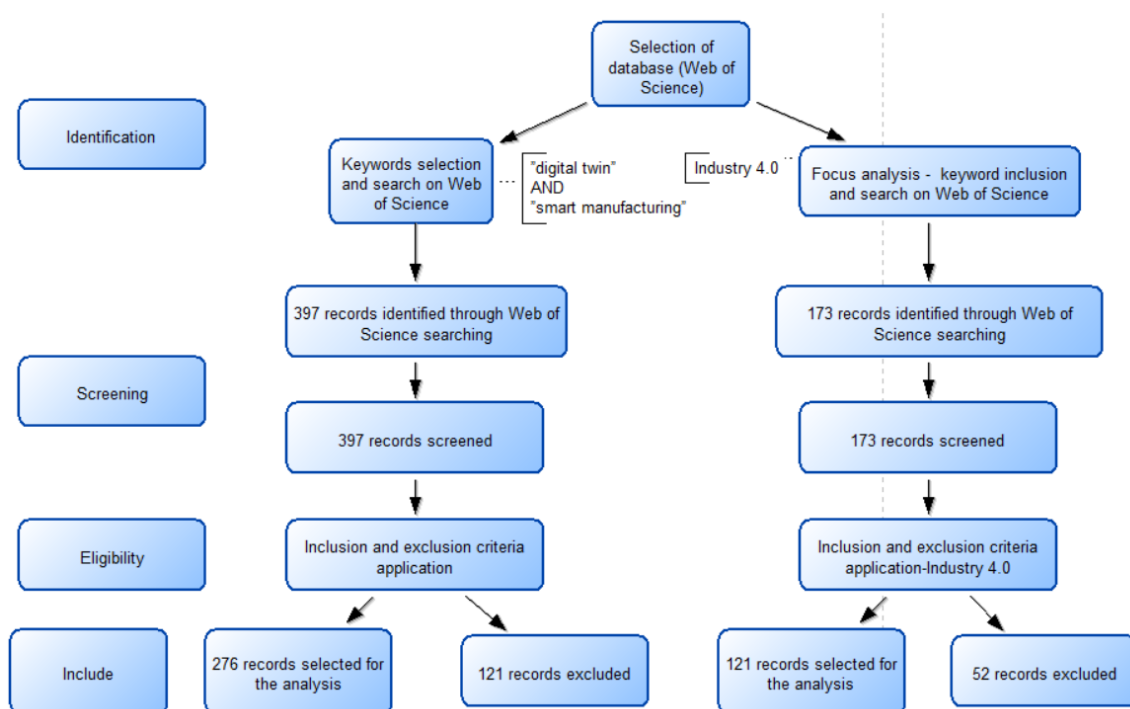 Selection of
database (Web of
Science)
Identification
Keywords selection
and search on Web
of Science
"digital twin"
AND
"smart manufacturing"
Industry 4.0
Focus analysis - keyword inclusion
and search on Web of Science
397 records identified through Web of
Science searching
173 records identified through Web of
Science searching
Screening
397 records screened
173 records screened
Eligibility
Inclusion and exclusion criteria
application
Inclusion and exclusion criteria
application-Industry 4.0
Include
276 records selected for
the analysis
121 records excluded
121 records selected for
the analysis
52 records excluded